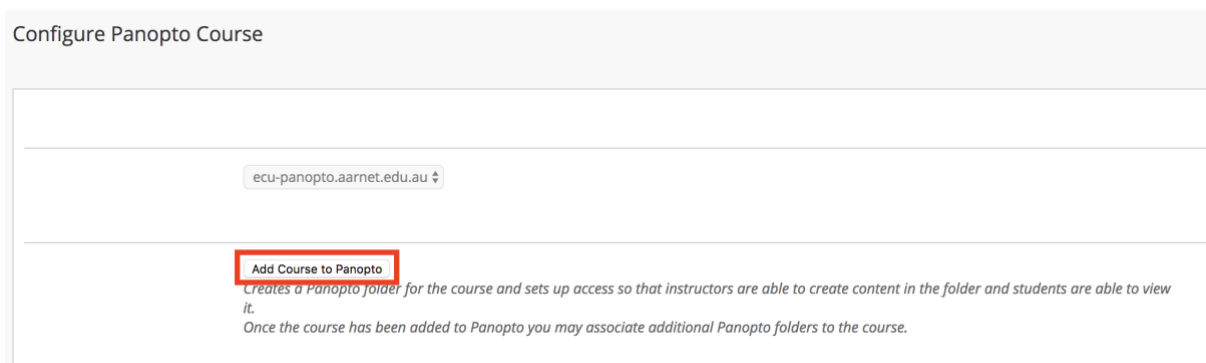 Configure Panopto Course
ecu-panopto.aarnet.edu.au
Add Course to Panopto
Creates a Panopto folder for the course and sets up access so that instructors are able to create content in the folder and students are able to view
it.
Once the course has been added to Panopto you may associate additional Panopto folders to the course.